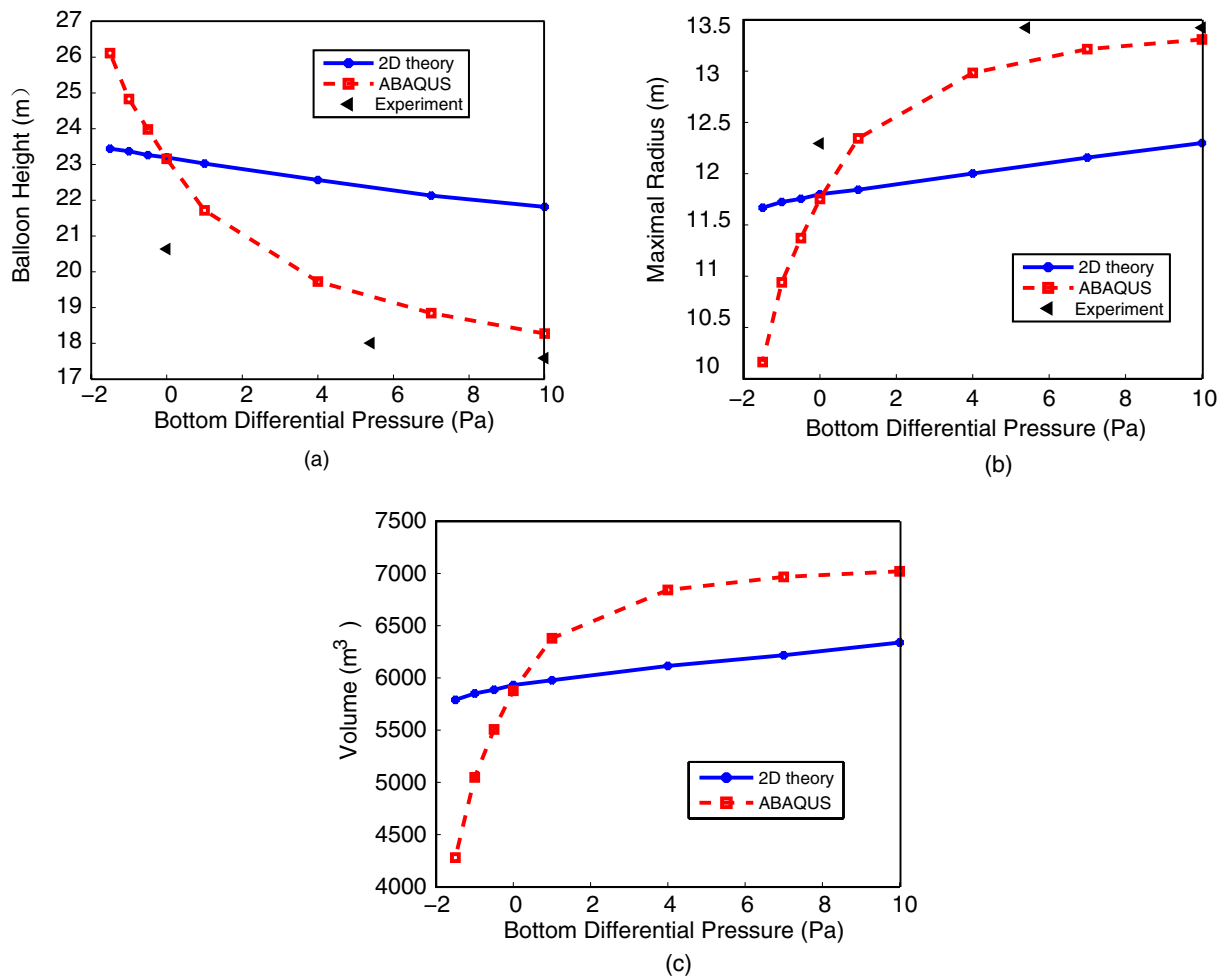 27
26
25
24
23
22
21
20
19
18
17
Balloon Height (m)
2D theory
ABAQUS
Experiment
−2 0 2 4 6 8 10
Bottom Differential Pressure (Pa)
(a)
13.5
13
12.5
12
11.5
11
10.5
10
Maximal Radius (m)
2D theory
ABAQUS
Experiment
−2 0 2 4 6 8 10
Bottom Differential Pressure (Pa)
(b)
7500
7000
6500
6000
5500
5000
4500
4000
Volume (m³ )
2D theory
ABAQUS
−2 0 2 4 6 8 10
Bottom Differential Pressure (Pa)
(c)